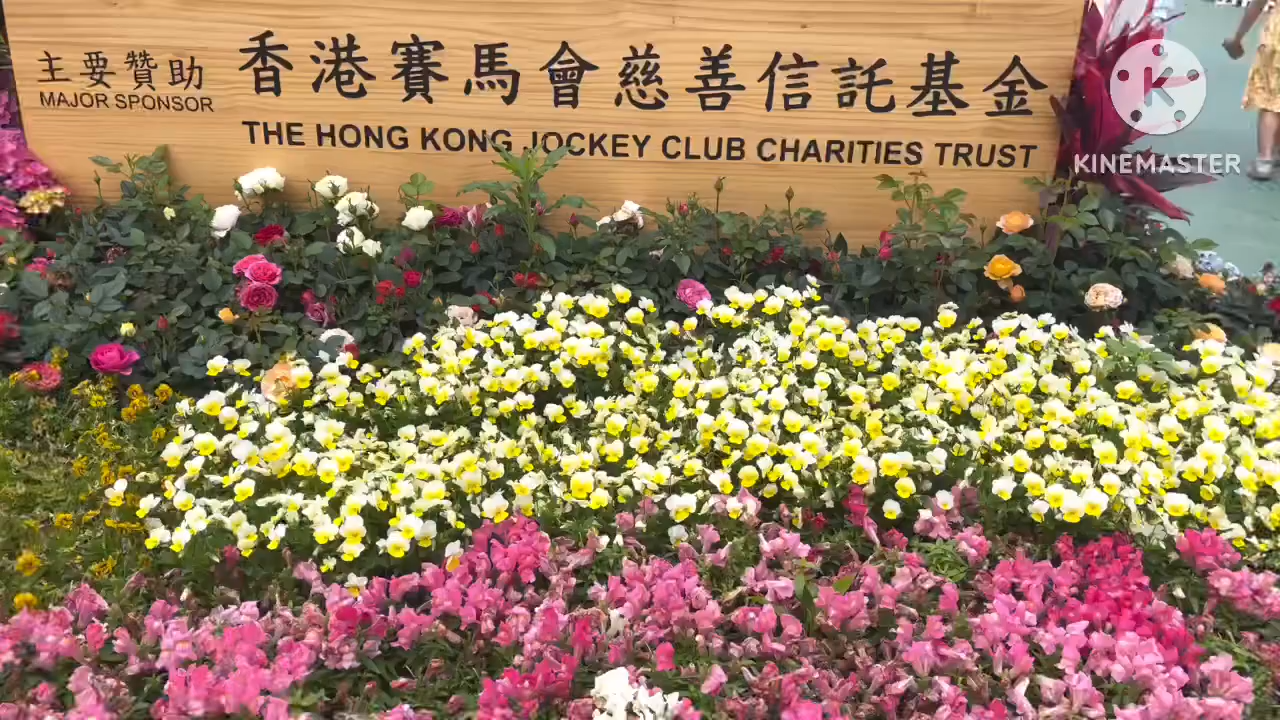 主要贊助
MAJOR SPONSOR
香港賽馬會慈善信託基金
THE HONG KONG JOCKEY CLUB CHARITIES TRUST
K
KINEMASTER